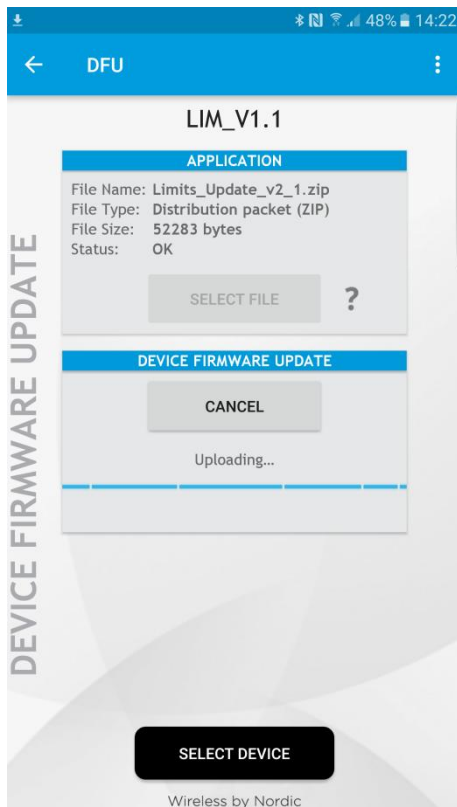 48% 14:22
DFU
LIM_V1.1
APPLICATION
File Name: Limits_Update_v2_1.zip
File Type: Distribution packet (ZIP)
File Size: 52283 bytes
Status: OK
SELECT FILE ?
DEVICE FIRMWARE UPDATE
CANCEL
Uploading...
DEVICE FIRMWARE UPDATE
SELECT DEVICE
Wireless by Nordic